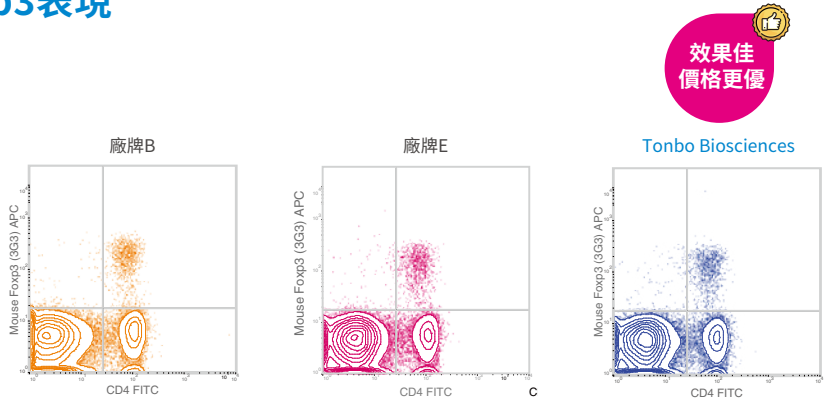 p3表現
效果佳
價格更優
廠牌B
廠牌E
Tonbo Biosciences
Mouse Foxp3 (3G3) APC
CD4 FITC
Mouse Foxp3 (3G3) APC
CD4 FITC
C
Mouse Foxp3 (3G3) APC
CD4 FITC